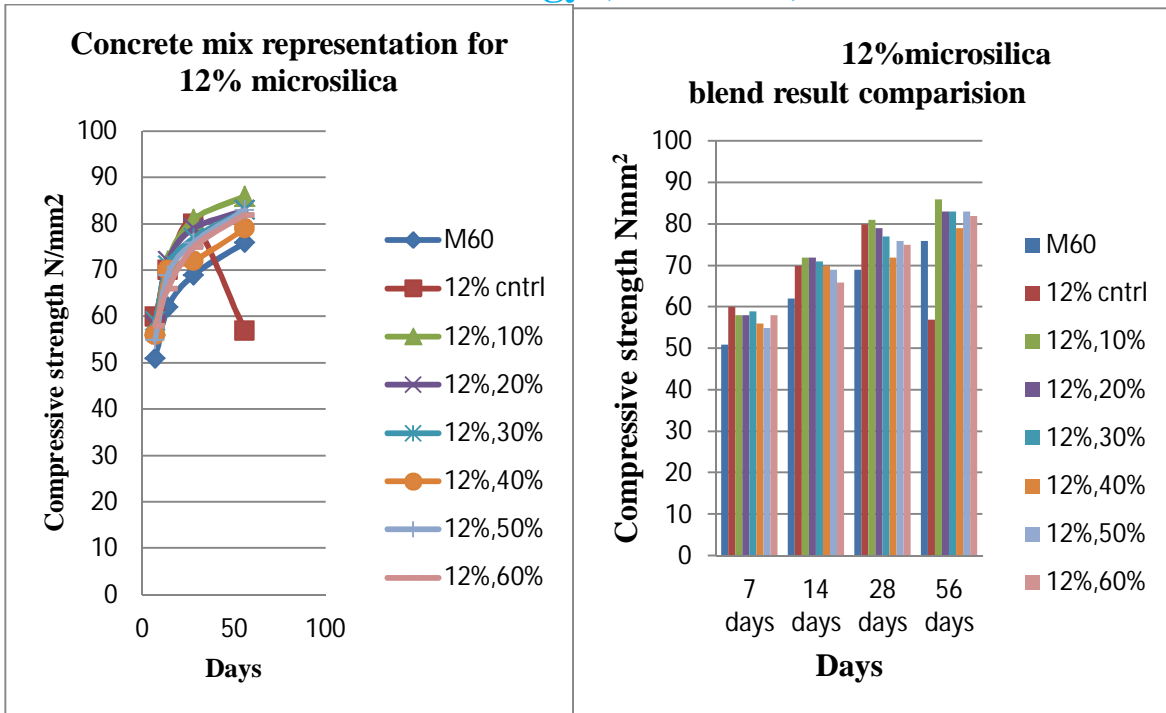 Concrete mix representation for
12% microsilica
Compressive strength N/mm2
100
90
80
70
60
50
40
30
20
10
0
0
50
100
Days
M60
12% cntrl
12%,10%
12%,20%
12%,30%
12%,40%
12%,50%
12%,60%
12%microsilica
blend result comparision
Compressive strength Nmm²
100
90
80
70
60
50
40
30
20
10
0
7
days
14
days
28
days
56
days
Days
M60
12% cntrl
12%,10%
12%,20%
12%,30%
12%,40%
12%,50%
12%,60%